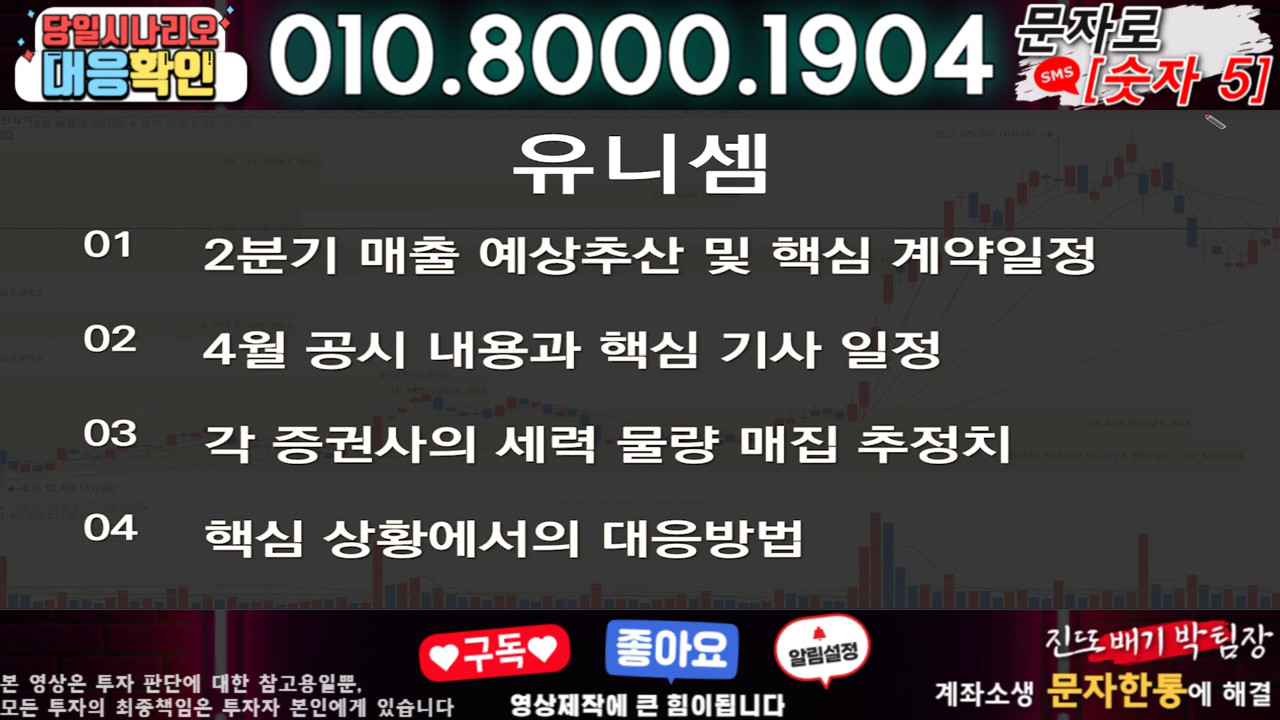 당일시나리오
대응확인
010.8000.1904
문자로
SMS
[숫자 5]
유니셈
01 2분기 매출 예상추산 및 핵심 계약일정
02 4월 공시 내용과 핵심 기사 일정
03 각 증권사의 세력 물량 매집 추정치
04 핵심 상황에서의 대응방법
구독
좋아요
알림설정
영상제작에 큰 힘이됩니다
본 영상은 투자 판단에 대한 참고용일뿐,
모든 투자의 최종책임은 투자자 본인에게 있습니다
진또배기 박팀장
계좌소생 문자한통에 해결